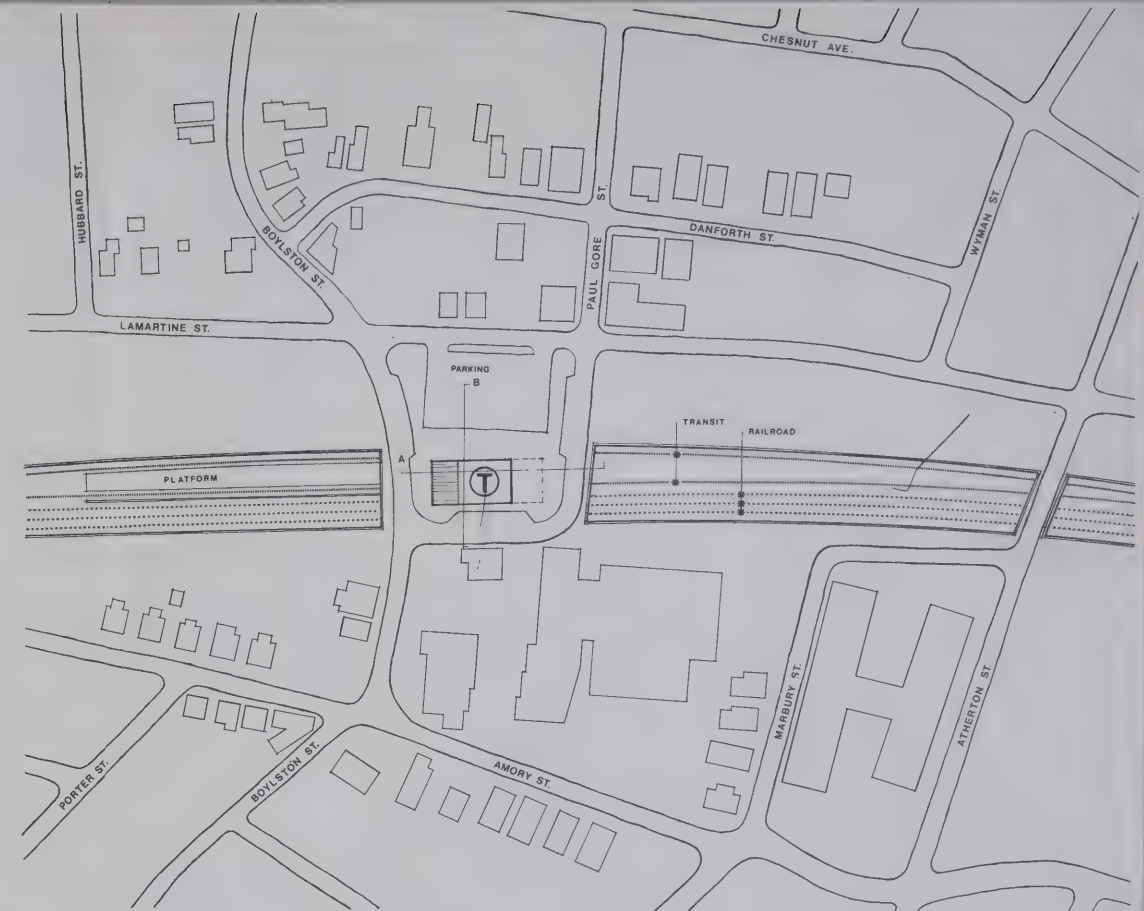 CHESNUT AVE.
HUBBARD ST.
BOYLSTON ST.
PAUL GORE ST.
DANFORTH ST.
WYMAN ST.
LAMARTINE ST.
PARKING
B
A
T
TRANSIT
RAILROAD
PLATFORM
PORTER ST.
BOYLSTON ST.
AMORY ST.
MARBURY ST.
ATHERTON ST.